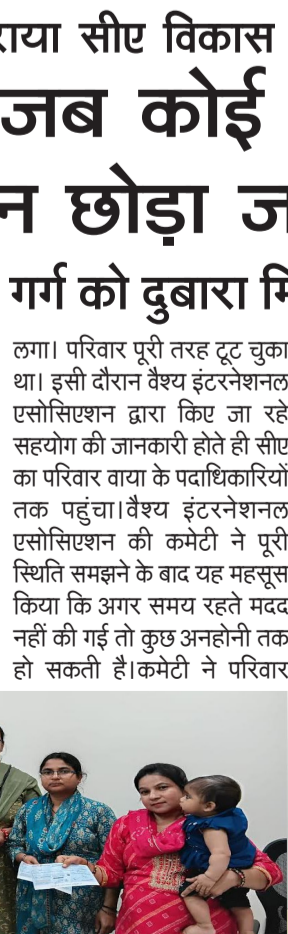 राया सीए विकास
जब कोई
न छोड़ा ज
गर्ग को दुबारा मि
लगा। परिवार पूरी तरह टूट चुका
था। इसी दौरान वैश्य इंटरनेशनल
एसोसिएशन द्वारा किए जा रहे
सहयोग की जानकारी होते ही सीए
का परिवार वाया के पदाधिकारियों
तक पहुंचा।वैश्य इंटरनेशनल
एसोसिएशन की कमेटी ने पूरी
स्थिति समझने के बाद यह महसूस
किया कि अगर समय रहते मदद
नहीं की गई तो कुछ अनहोनी तक
हो सकती है।कमेटी ने परिवार